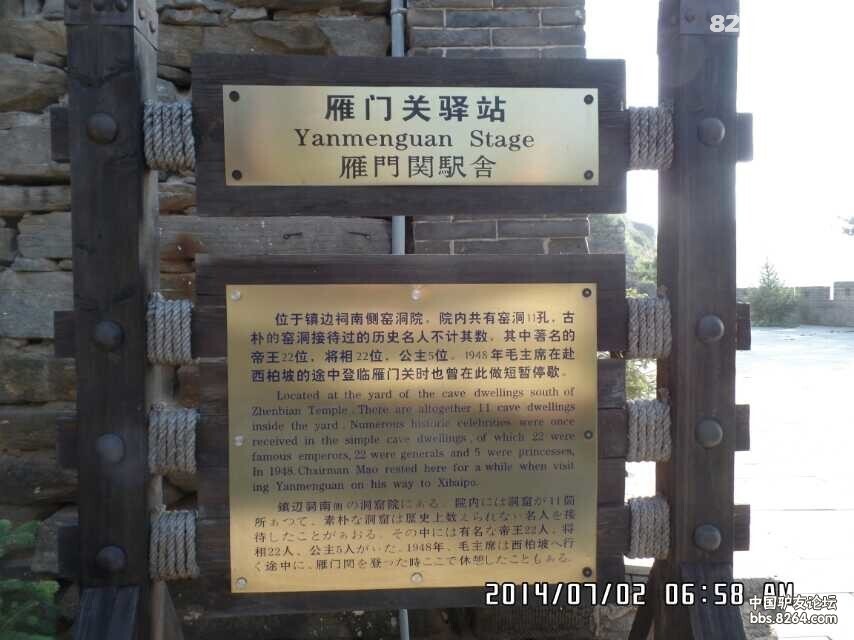 82
雁门关驿站
Yanmenguan Stage
雁門関駅舎
位于镇边祠南侧窑洞院，院内共有窑洞11孔，古
朴的窑洞接待过的历史名人不计其数，其中著名的
帝王22位，将相22位，公主5位。1948年毛主席在赴
西柏坡的途中登临雁门关时也曾在此做短暂停歇。
Located at the yard of the cave dwellings south of
Zhenbian Temple. There are altogether 11 cave dwellings
inside the yard. Numerous historic celebrities were once
received in the simple cave dwellings, of which 22 were
famous emperors, 22 were generals and 5 were princesses,
In 1948, Chairman Mao rested here for a while when visit
ing Yanmenguan on his way to Xibaipo.
鎮辺祠南側の洞窟院にある。院内には洞窟が11箇
所あつて、素朴な洞窟は歴史上数えられない名人を接
待したことがあおる。その中には有名な帝王22人、将
相22人、公主5人がいた。1948年、毛主席は西柏坡へ行
く途中に、雁門関を登つた時ここで休憩したこともある。
2014/07/02 06:58 AM
中国驴友论坛
bbs.8264.com